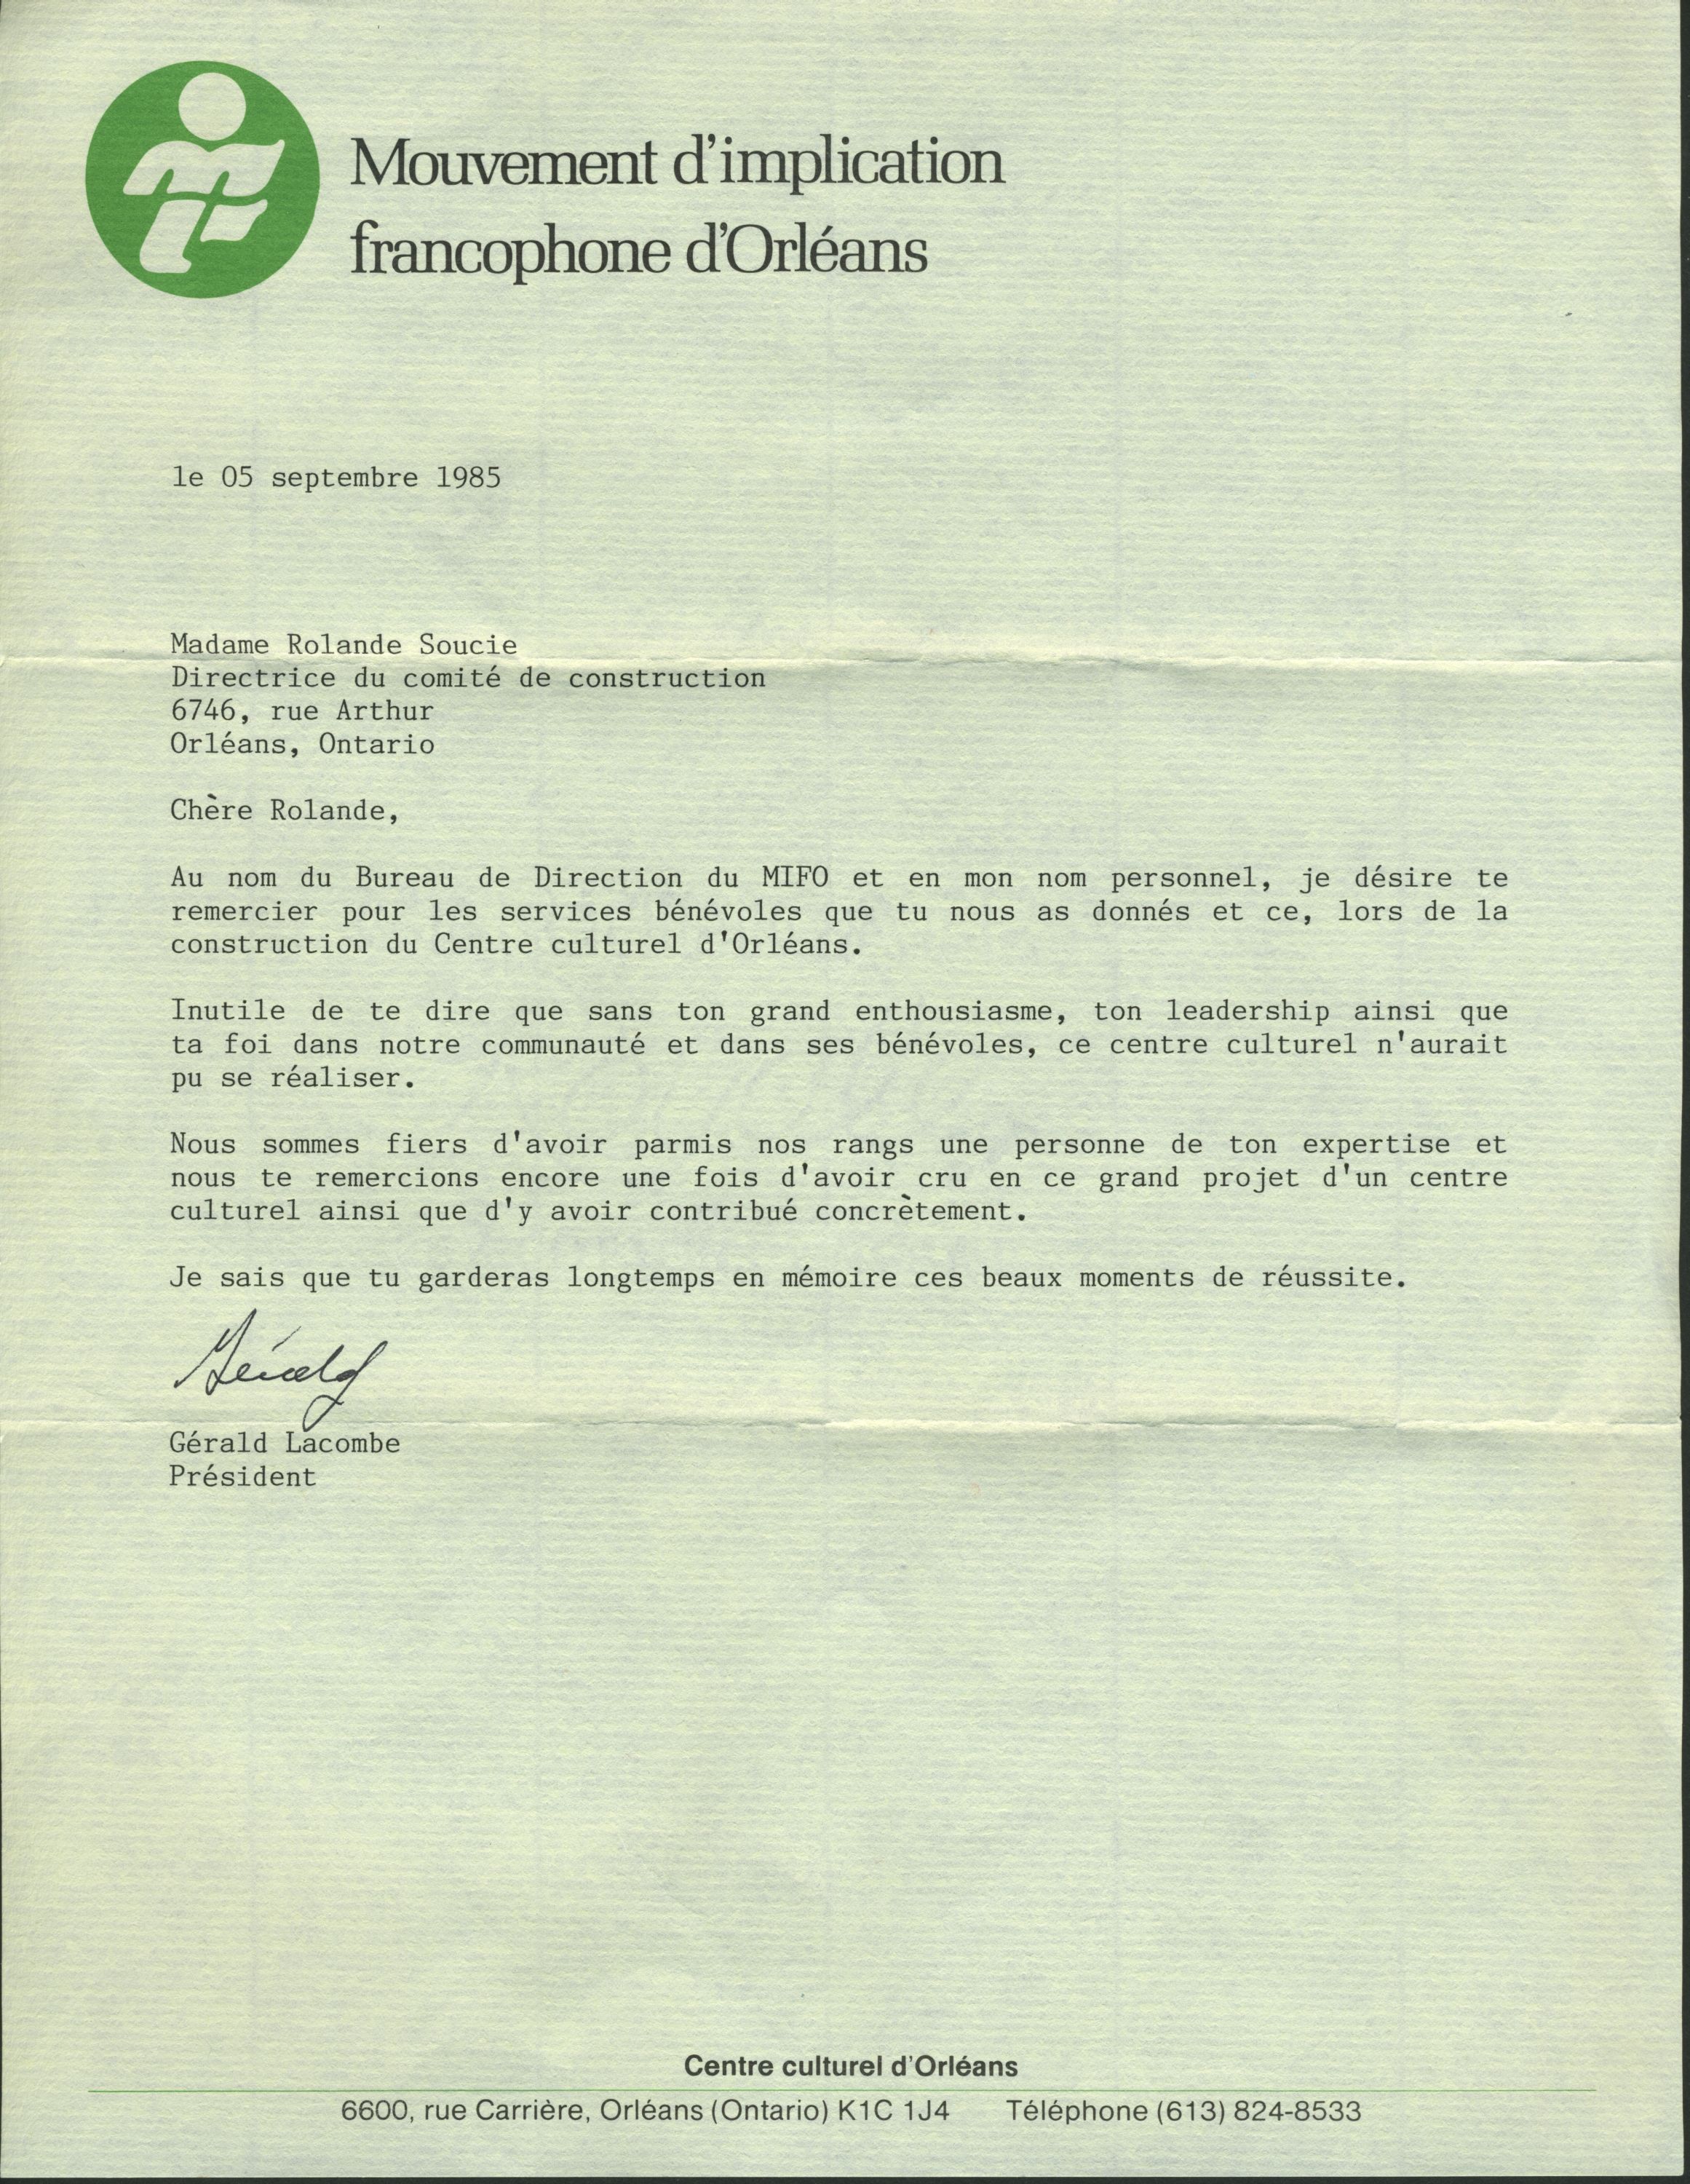 Mouvement d'implication
francophone d'Orléans
le 05 septembre 1985
Madame Rolande Soucie
Directrice du comité de construction
6746, rue Arthur
Orléans, Ontario
Chère Rolande,
Au nom du Bureau de Direction du MIFO et en mon nom personnel, je désire te
remercier pour les services bénévoles que tu nous as donnés et ce, lors de la
construction du Centre culturel d'Orléans.
Inutile de te dire que sans ton grand enthousiasme, ton leadership ainsi que
ta foi dans notre communauté et dans ses bénévoles, ce centre culturel n'aurait
pu se réaliser.
Nous sommes fiers d'avoir parmis nos rangs une personne de ton expertise et
nous te remercions encore une fois d'avoir cru en ce grand projet d'un centre
culturel ainsi que d'y avoir contribué concrètement.
Je sais que tu garderas longtemps en mémoire ces beaux moments de réussite.
Gérald
Gérald Lacombe
Président
Centre culturel d'Orléans
6600, rue Carrière, Orléans (Ontario) K1C 1J4 Téléphone (613) 824-8533